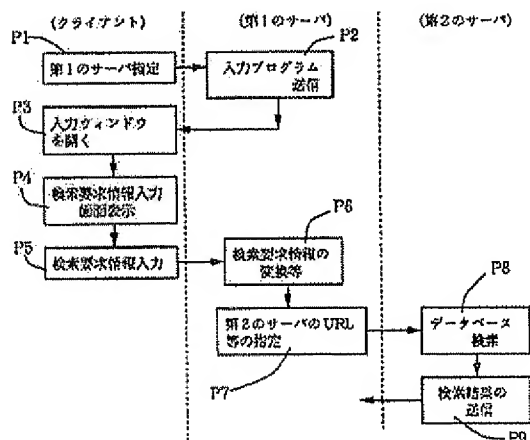 (クライアント)
(第1のサーバ)
(第2のサーバ)
P1
第1のサーバ指定
P2
入力プログラム
送信
P3
入力ウィンドウ
を開く
P4
検索要求情報入力
画面表示
P5
検索要求情報入力
P6
検索要求情報の
変換等
第2のサーバのURL
等の指定
P7
P8
データベース
検索
検索結果の
送信
P9